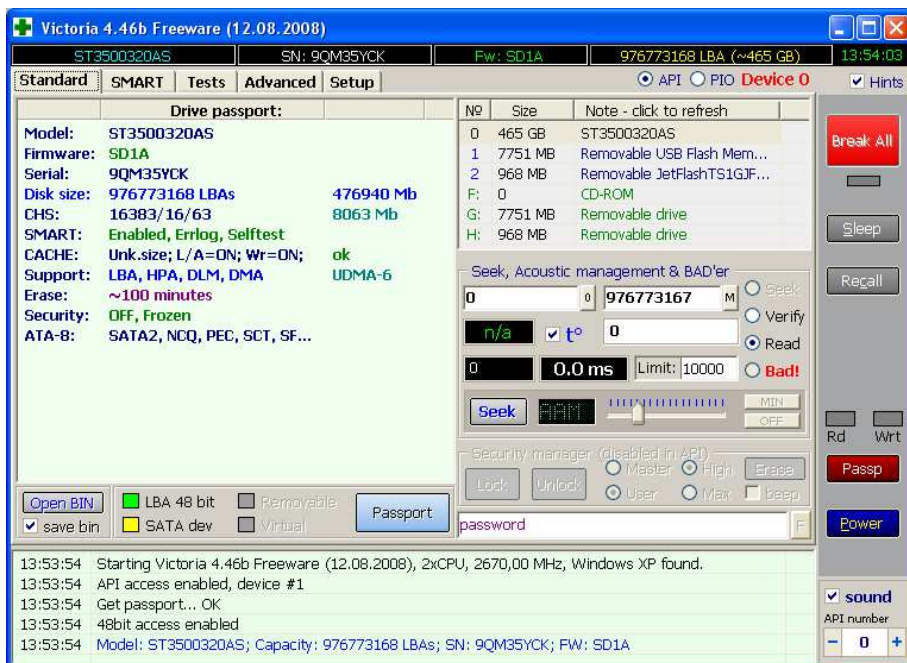 Victoria 4.46b Freeware (12.08.2008)
ST3500320AS SN: 9QM35YCK Fw: SD1A 976773168 LBA (~465 GB) 13:54:03
Standard SMART Tests Advanced Setup API PIO Device 0 Hints
Drive passport:
Model: ST3500320AS
Firmware: SD1A
Serial: 9QM35YCK
Disk size: 976773168 LBAs 476940 Mb
CHS: 16383/16/63 8063 Mb
SMART: Enabled, Errlog, Selftest
CACHE: Unk.size; L/A=ON; Wr=ON; ok
Support: LBA, HPA, DLM, DMA UDMA-6
Erase: ~100 minutes
Security: OFF, Frozen
ATA-8: SATA2, NCQ, PEC, SCT, SF...
Open BIN
save bin
LBA 48 bit Removable
SATA dev Virtual
Passport
Nº Size Note - click to refresh
0 465 GB ST3500320AS
1 7751 MB Removable USB Flash Mem...
2 968 MB Removable JetFlashTS1GJF...
F: 0 CD-ROM
G: 7751 MB Removable drive
H: 968 MB Removable drive
Seek, Acoustic management & BAD'er
0 0 976773167 M Seek
Verify
n/a t° 0 Read
0 0.0 ms Limit: 10000 Bad!
Seek AAM MIN
OFF
Security manager (disabled in API)
Lock Unlock Master High Erase
User Max beep
password F
Break All
Sleep
Recall
Rd Wrt
Passp
Power
sound
API number
- 0 +
13:53:54 Starting Victoria 4.46b Freeware (12.08.2008), 2xCPU, 2670,00 MHz, Windows XP found.
13:53:54 API access enabled, device #1
13:53:54 Get passport... OK
13:53:54 48bit access enabled
13:53:54 Model: ST3500320AS; Capacity: 976773168 LBAs; SN: 9QM35YCK; FW: SD1A